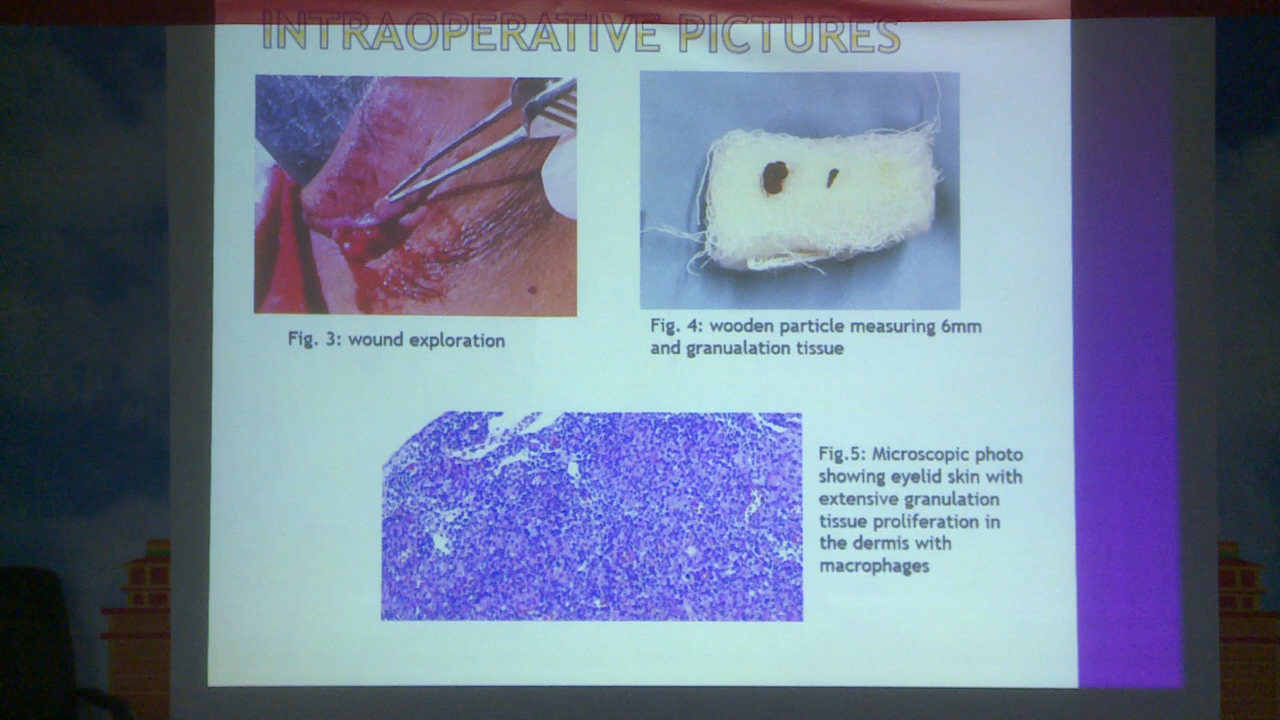 INTRAOPERATIVE PICTURES
Fig. 3: wound exploration
Fig. 4: wooden particle measuring 6mm
and granualation tissue
Fig.5: Microscopic photo
showing eyelid skin with
extensive granulation
tissue proliferation in
the dermis with
macrophages